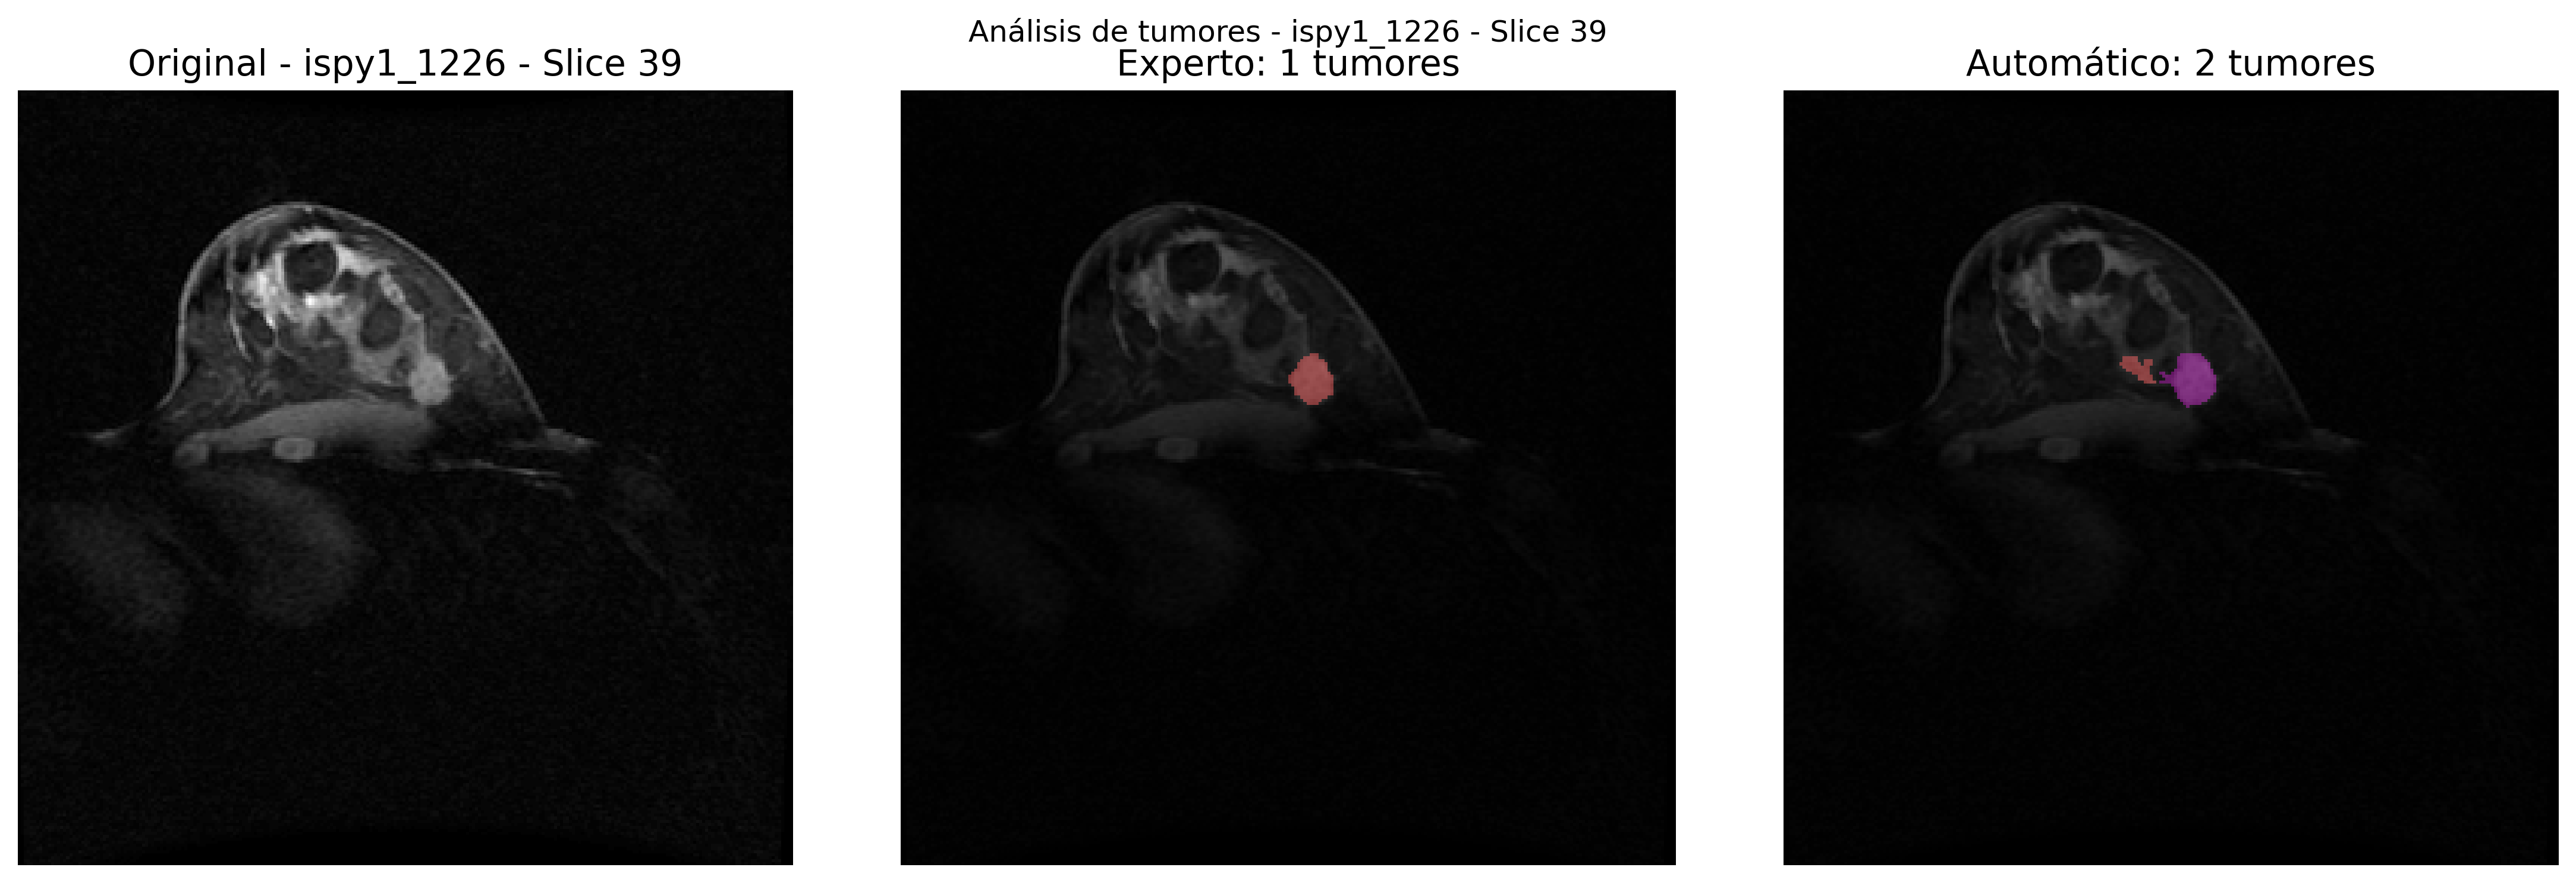 Análisis de tumores - ispy1_1226 - Slice 39
Original - ispy1_1226 - Slice 39
Experto: 1 tumores
Automático: 2 tumores